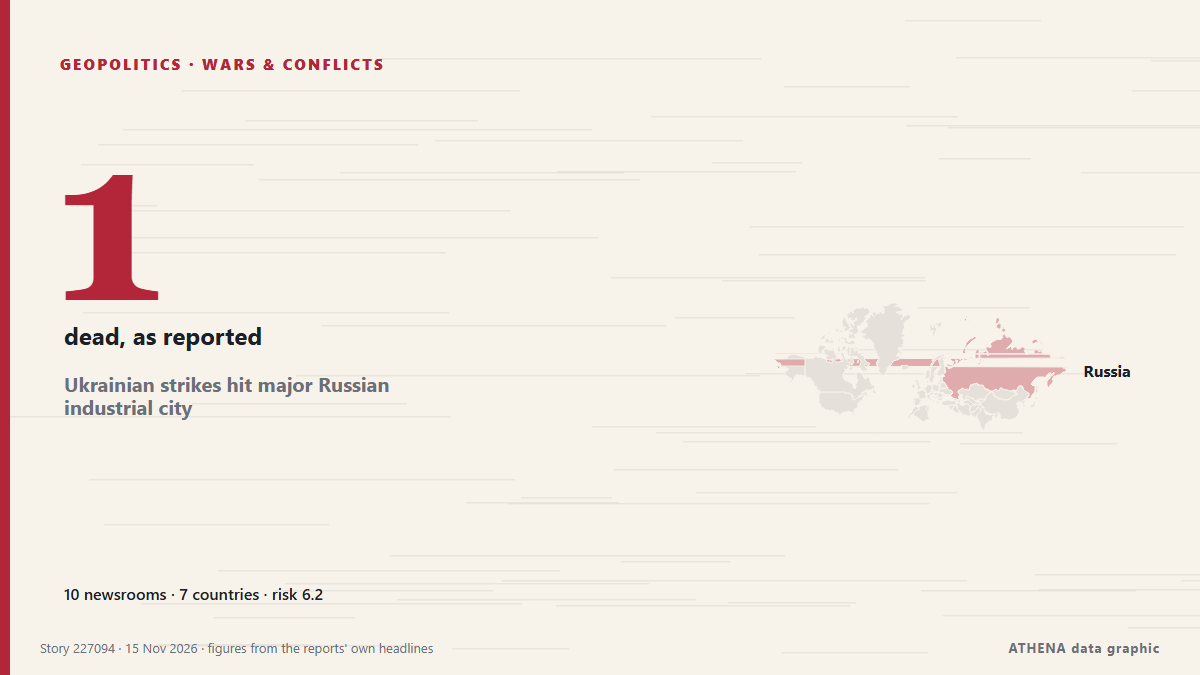 GEOPOLITICS · WARS & CONFLICTS
1
dead, as reported
Ukrainian strikes hit major Russian
industrial city
Russia
10 newsrooms · 7 countries · risk 6.2
Story 227094 · 15 Nov 2026 · figures from the reports' own headlines
ATHENA data graphic